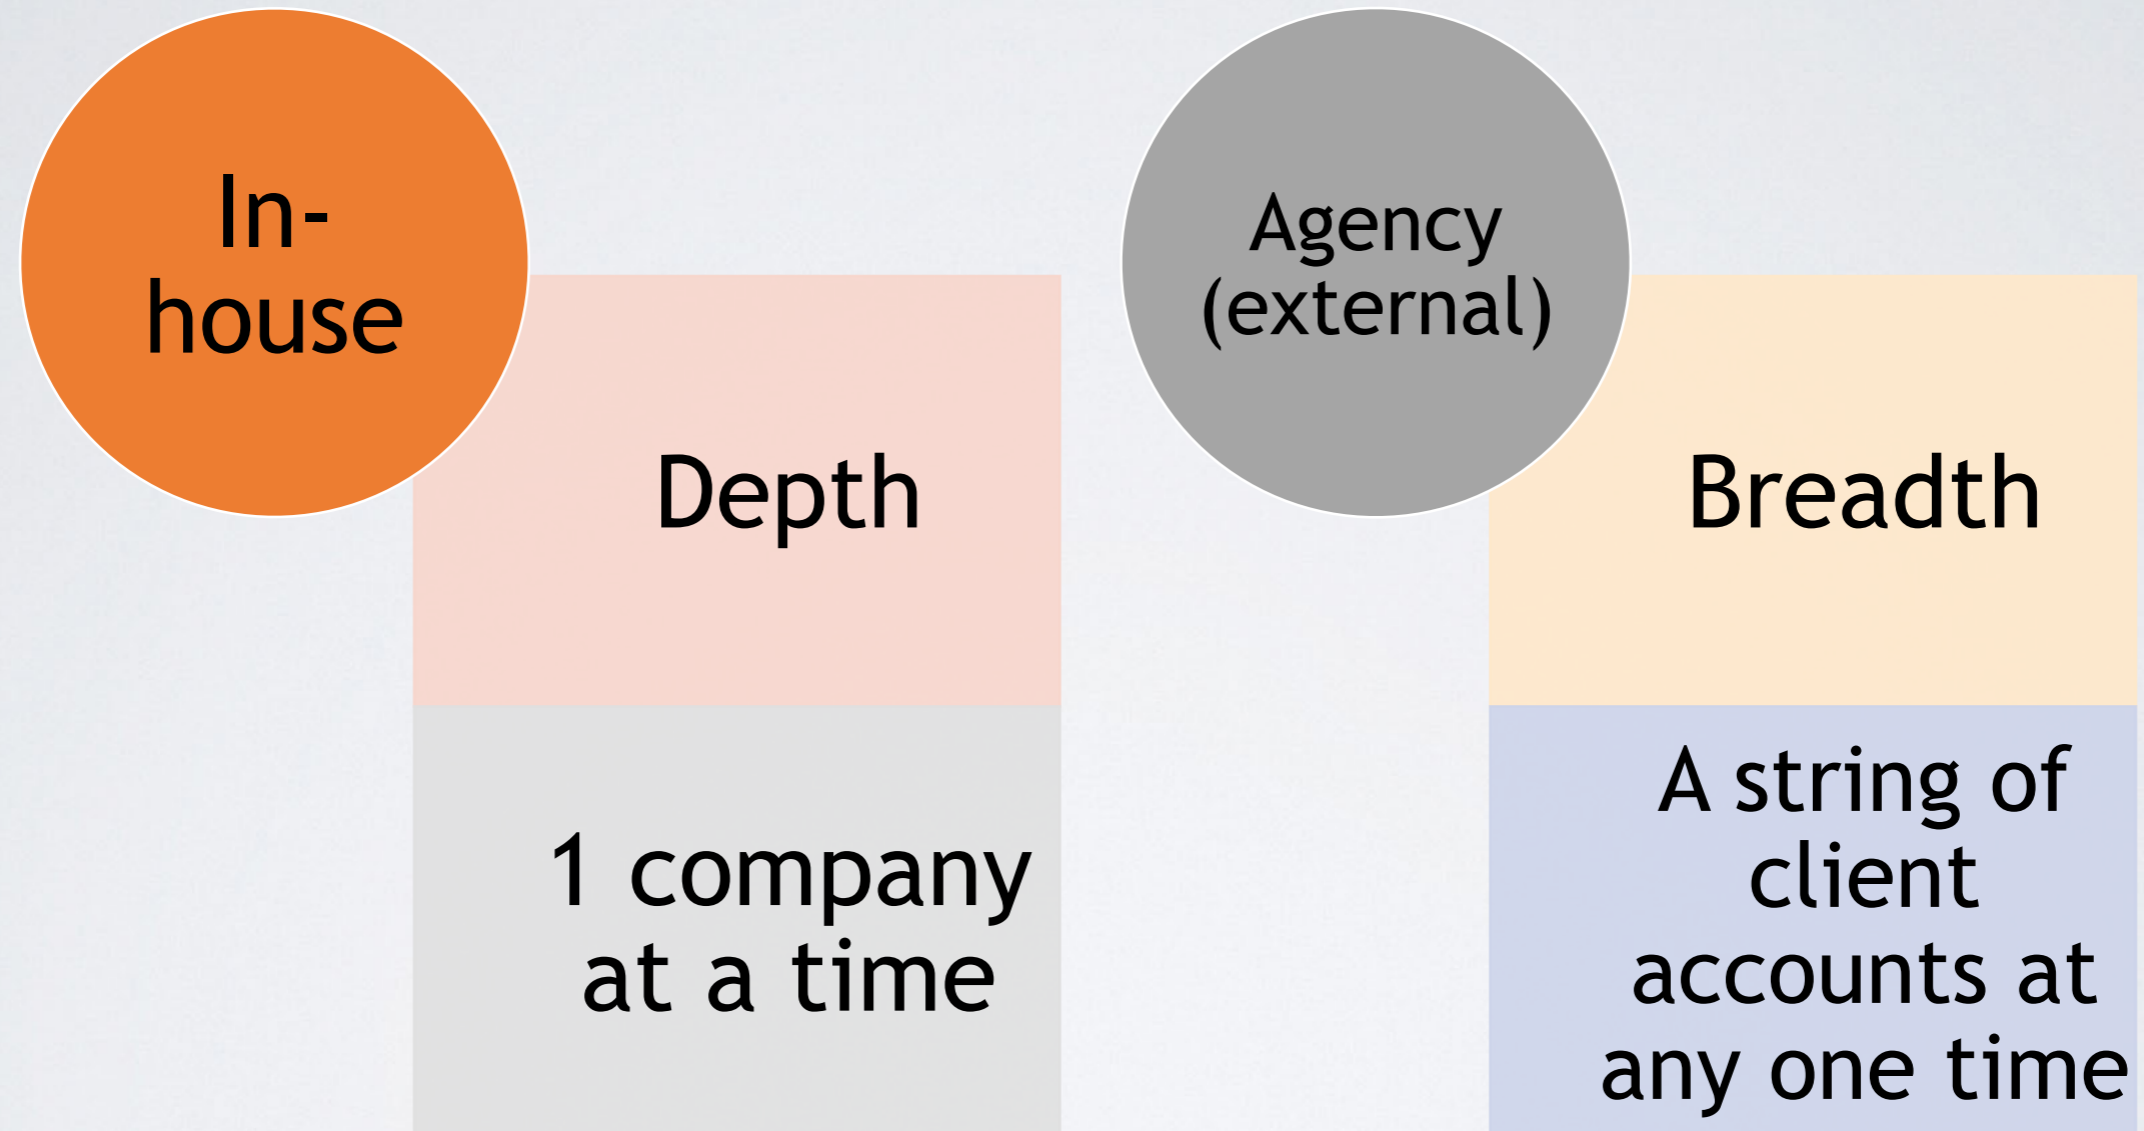 In-
house
Depth
1 company
at a time
Agency
(external)
Breadth
A string of
client
accounts at
any one time